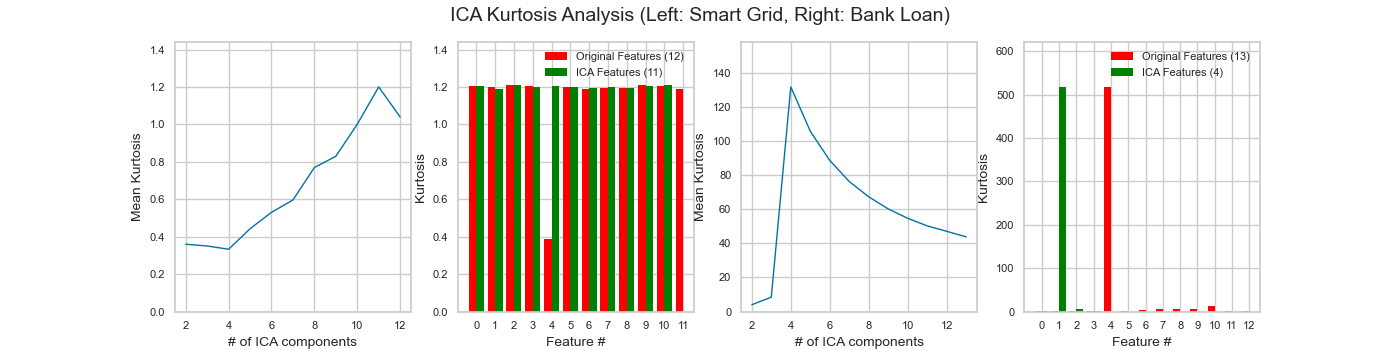 ICA Kurtosis Analysis (Left: Smart Grid, Right: Bank Loan)
1.4
1.2
1.0
0.8
0.6
0.4
0.2
0.0
Mean Kurtosis
2 4 6 8 10 12
# of ICA components
1.4
1.2
1.0
0.8
0.6
0.4
0.2
0.0
Kurtosis
Original Features (12)
ICA Features (11)
0 1 2 3 4 5 6 7 8 9 10 11
Feature #
140
120
100
80
60
40
20
0
Mean Kurtosis
2 4 6 8 10 12
# of ICA components
600
500
400
300
200
100
0
Kurtosis
Original Features (13)
ICA Features (4)
0 1 2 3 4 5 6 7 8 9 10 11 12
Feature #